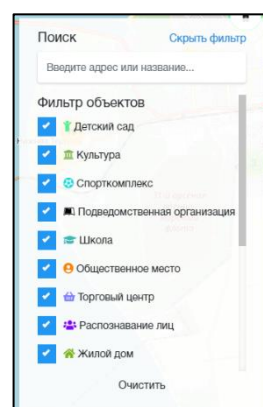 Поиск Скрыть фильтр
Введите адрес или название...
Фильтр объектов
Детский сад
Культура
Спорткомплекс
Подведомственная организация
Школа
Общественное место
Торговый центр
Распознавание лиц
Жилой дом
Очистить